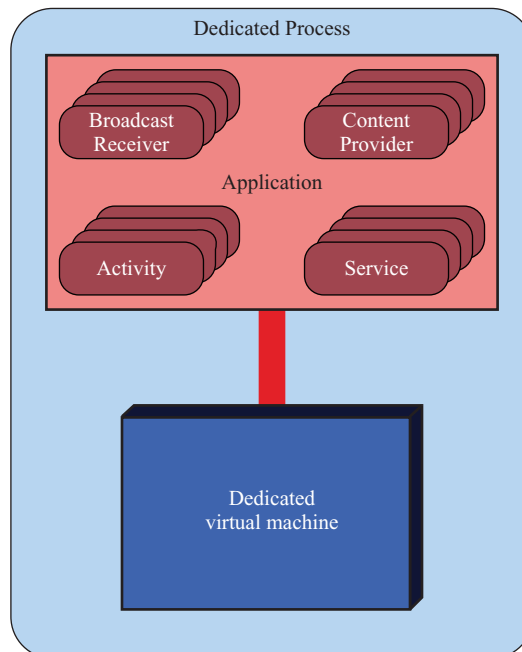 Dedicated Process
Broadcast
Receiver
Content
Provider
Application
Activity
Service
Dedicated
virtual machine